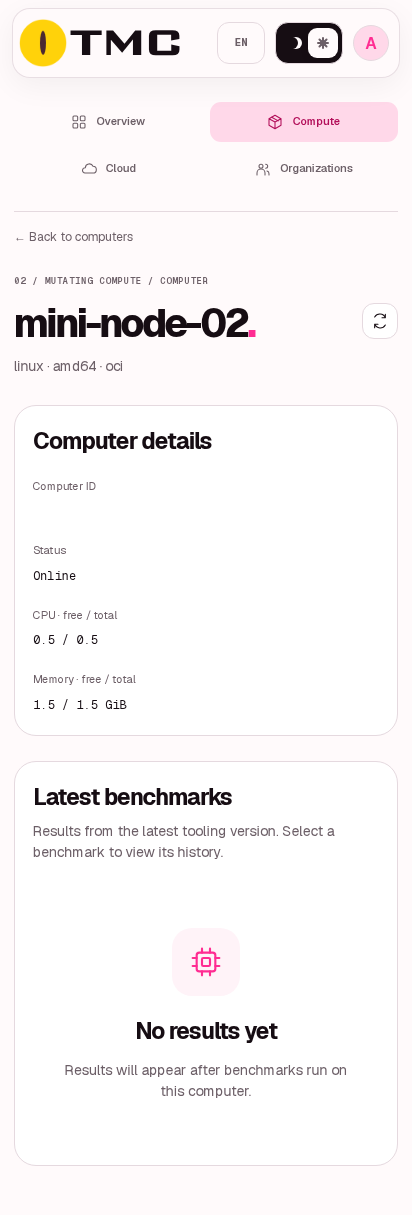 TMC
EN
A
Overview
Compute
Cloud
Organizations
← Back to computers
02 / MUTATING COMPUTE / COMPUTER
mini-node-02.
linux · amd64 · oci
Computer details
Computer ID
Status
Online
CPU · free / total
0.5 / 0.5
Memory · free / total
1.5 / 1.5 GiB
Latest benchmarks
Results from the latest tooling version. Select a
benchmark to view its history.
No results yet
Results will appear after benchmarks run on
this computer.